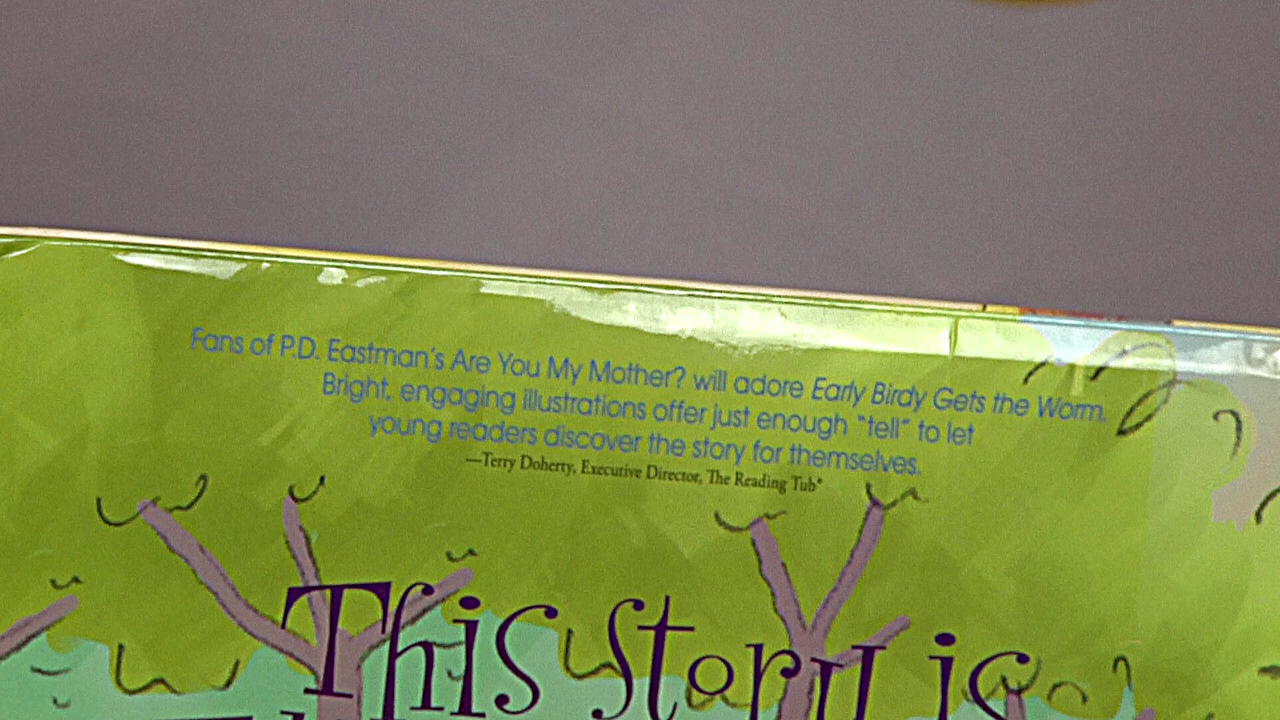 Fans of P.D. Eastman's Are You My Mother? will adore Early Birdy Gets the Worm.
Bright, engaging illustrations offer just enough “tell” to let
young readers discover the story for themselves.
—Terry Doherty, Executive Director, The Reading Tub®
This Story is